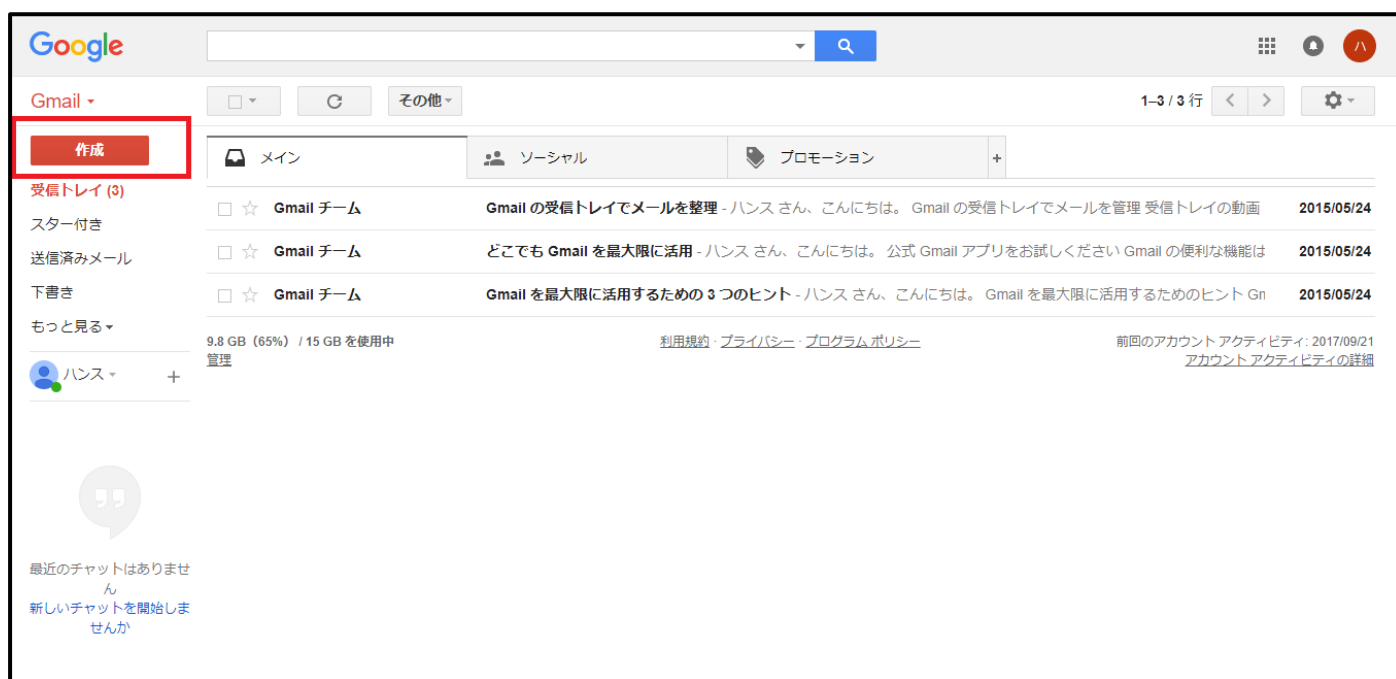 Google
ハ
Gmail
その他
1–3 / 3 行
作成
メイン
ソーシャル
プロモーション
+
受信トレイ (3)
スター付き
送信済みメール
下書き
もっと見る
Gmail チーム Gmail の受信トレイでメールを整理 - ハンス さん、こんにちは。 Gmail の受信トレイでメールを管理 受信トレイの動画 2015/05/24
Gmail チーム どこでも Gmail を最大限に活用 - ハンス さん、こんにちは。 公式 Gmail アプリをお試しください Gmail の便利な機能は 2015/05/24
Gmail チーム Gmail を最大限に活用するための 3 つのヒント - ハンス さん、こんにちは。 Gmail を最大限に活用するためのヒント Gm 2015/05/24
9.8 GB（65%）/ 15 GB を使用中
管理
利用規約 · プライバシー · プログラム ポリシー
前回のアカウント アクティビティ: 2017/09/21
アカウント アクティビティの詳細
ハンス
+
最近のチャットはありませ
ん
新しいチャットを開始しま
せんか